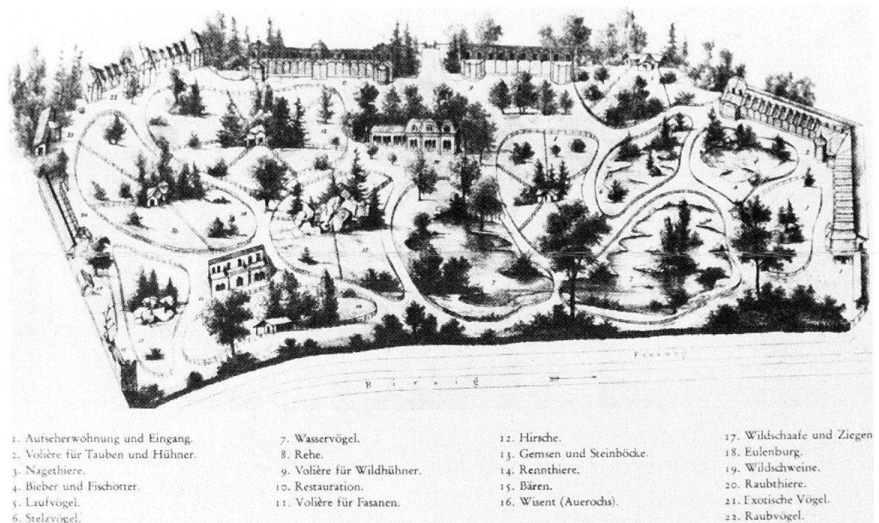 Birsig
1. Aufseherwohnung und Eingang.
2. Volière für Tauben und Hühner.
3. Nagethiere.
4. Bieber und Fischotter.
5. Laufvögel.
6. Stelzvögel.
7. Wasservögel.
8. Rehe.
9. Volière für Wildhühner.
10. Restauration.
11. Volière für Fasanen.
12. Hirsche.
13. Gemsen und Steinböcke.
14. Rennthiere.
15. Bären.
16. Wisent (Auerochs).
17. Wildschaafe und Ziegen
18. Eulenburg.
19. Wildschweine.
20. Raubthiere.
21. Exotische Vögel.
22. Raubvögel.